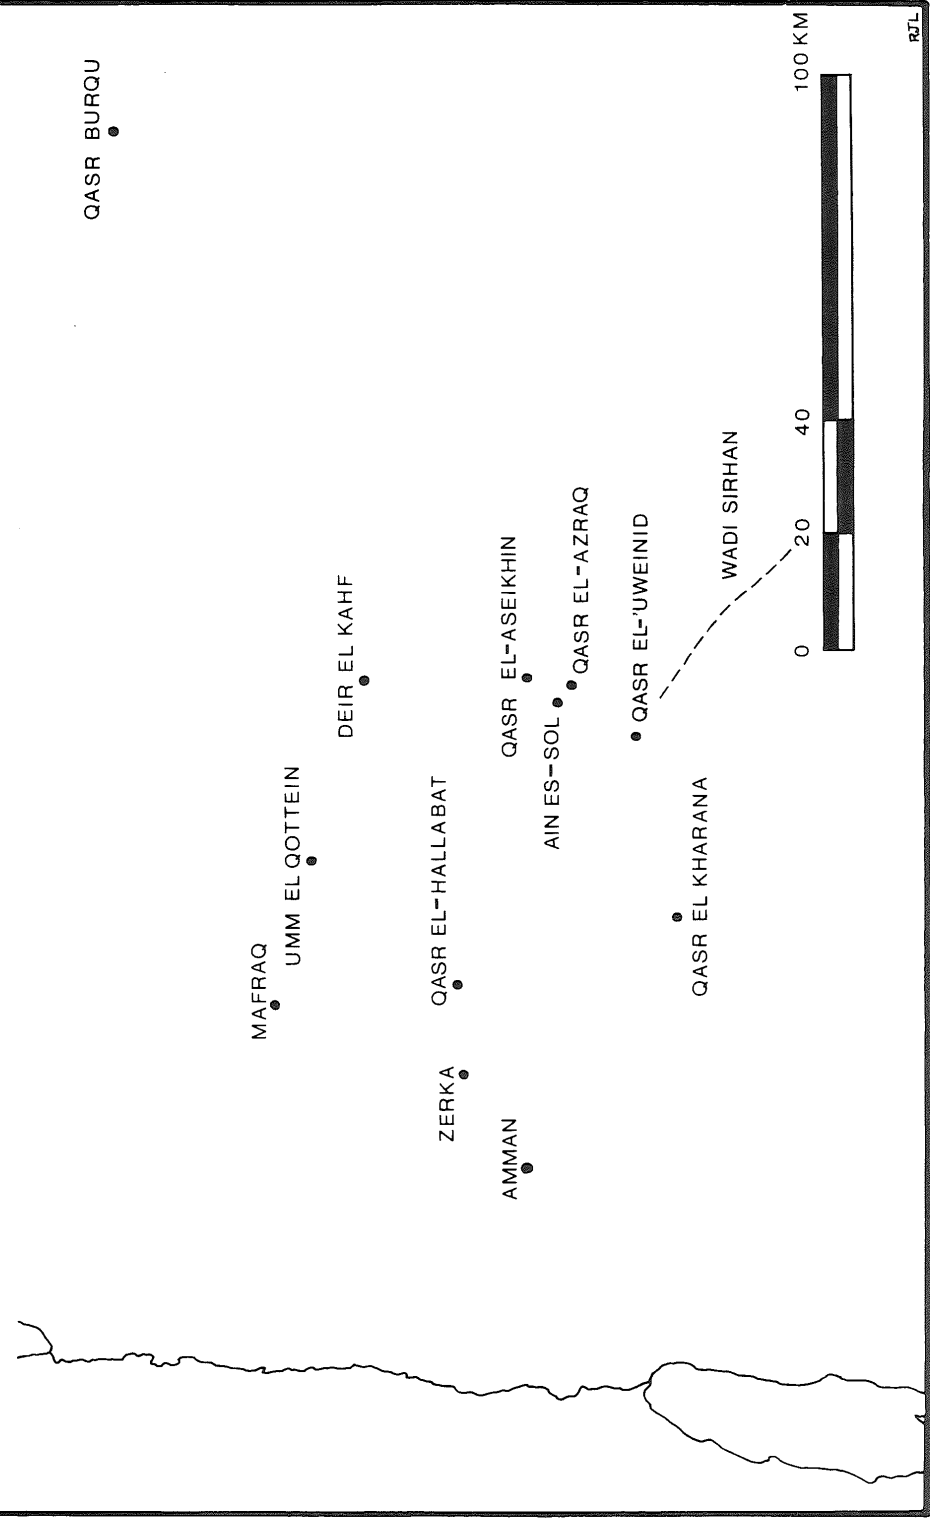 QASR BURQU
MAFRAQ
UMM EL QOTTEIN
DEIR EL KAHF
QASR EL-HALLABAT
ZERKA
AMMAN
QASR EL-ASEIKHIN
AIN ES-SOL
QASR EL-AZRAQ
QASR EL-'UWEINID
QASR EL KHARANA
WADI SIRHAN
0 20 40 100 KM
RJL